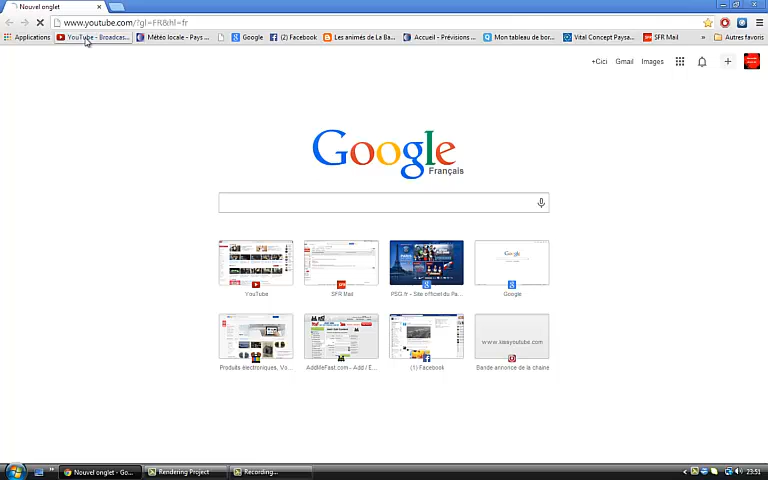 Nouvel onglet
www.youtube.com/?gl=FR&hl=fr
Applications
YouTube - Broadcas...
Météo locale - Pays ...
Google
(2) Facebook
Les animés de La Ba...
Accueil - Prévisions ...
Mon tableau de bor...
Vital Concept Paysa...
SFR Mail
»
Autres favoris
+Cici
Gmail
Images
Google
Français
YouTube
SFR Mail
PSG.fr - Site officiel du Pa...
Google
Produits électroniques, Vo...
AddMeFast.com - Add / E...
(1) Facebook
www.keepyoutube.com
Bande annonce de la chaine
Nouvel onglet - Go...
Rendering Project
Recording...
23:51